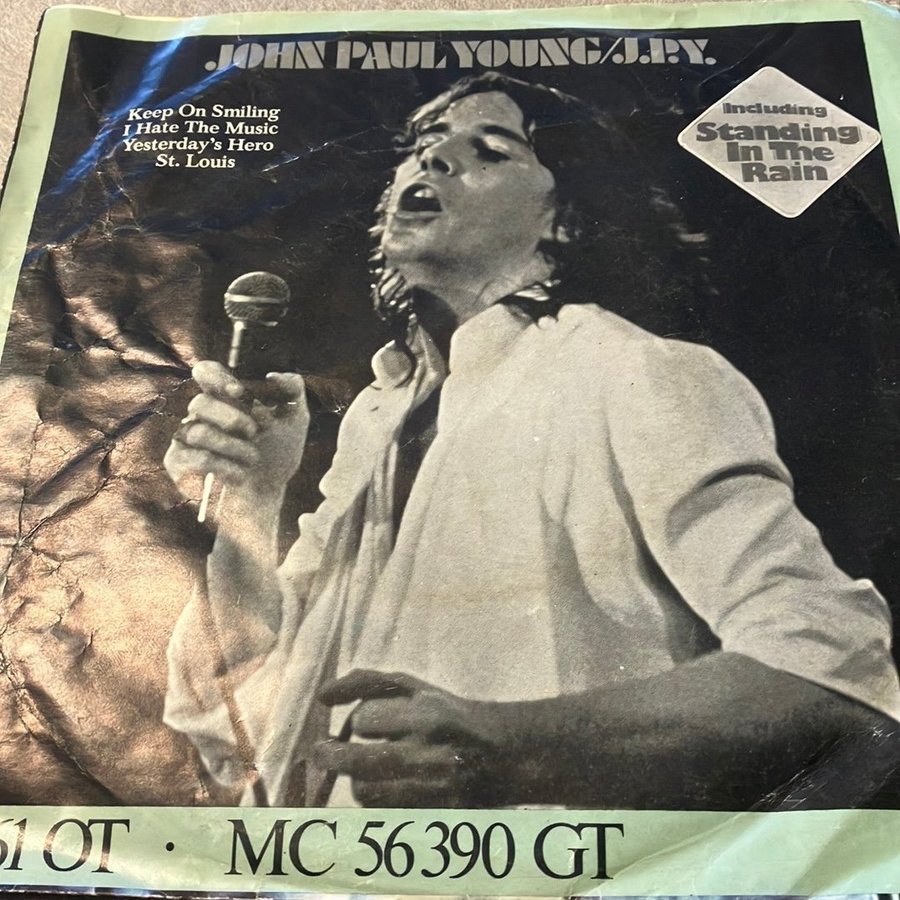 JOHN PAUL YOUNG/J.P.Y.
Keep On Smiling
I Hate The Music
Yesterday's Hero
St. Louis
Including
Standing
In The
Rain
61 OT · MC 56 390 GT